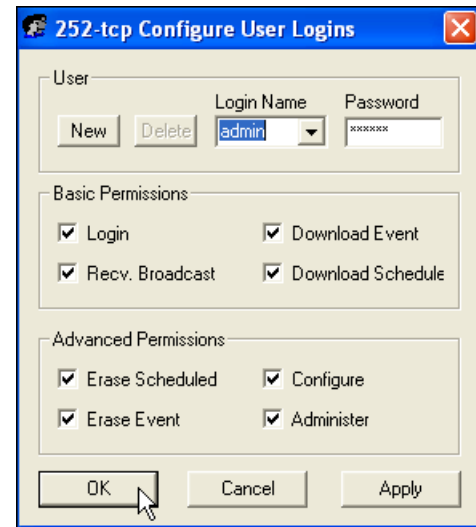 252-tcp Configure User Logins
User
Login Name Password
New Delete admin xxxxxx
Basic Permissions
Login Download Event
Recv. Broadcast Download Schedule
Advanced Permissions
Erase Scheduled Configure
Erase Event Administer
OK Cancel Apply